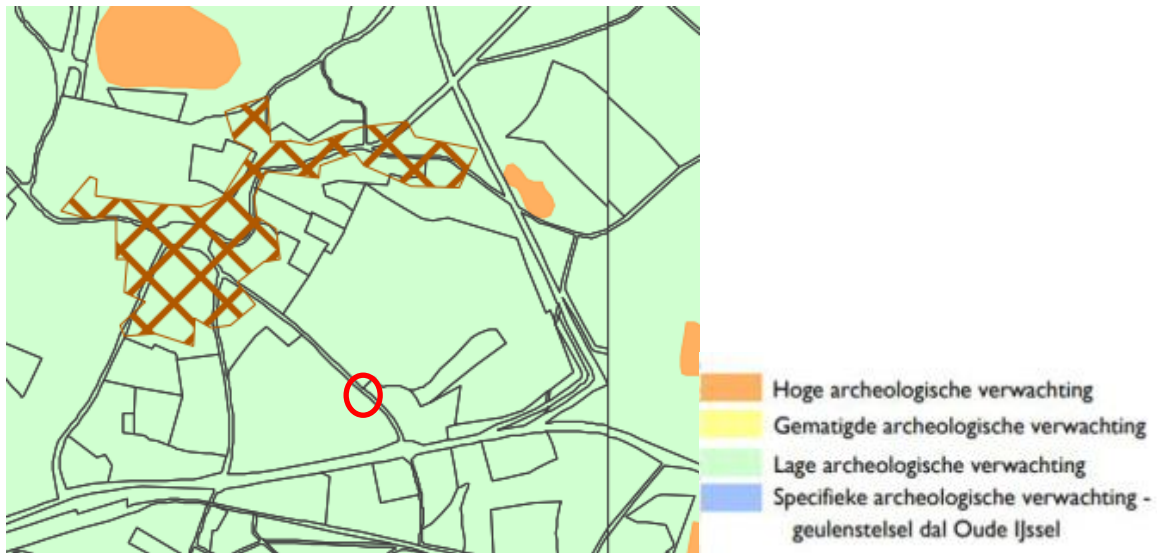 Hoge archeologische verwachting
Gematigde archeologische verwachting
Lage archeologische verwachting
Specifieke archeologische verwachting -
geulenstelsel dal Oude IJssel